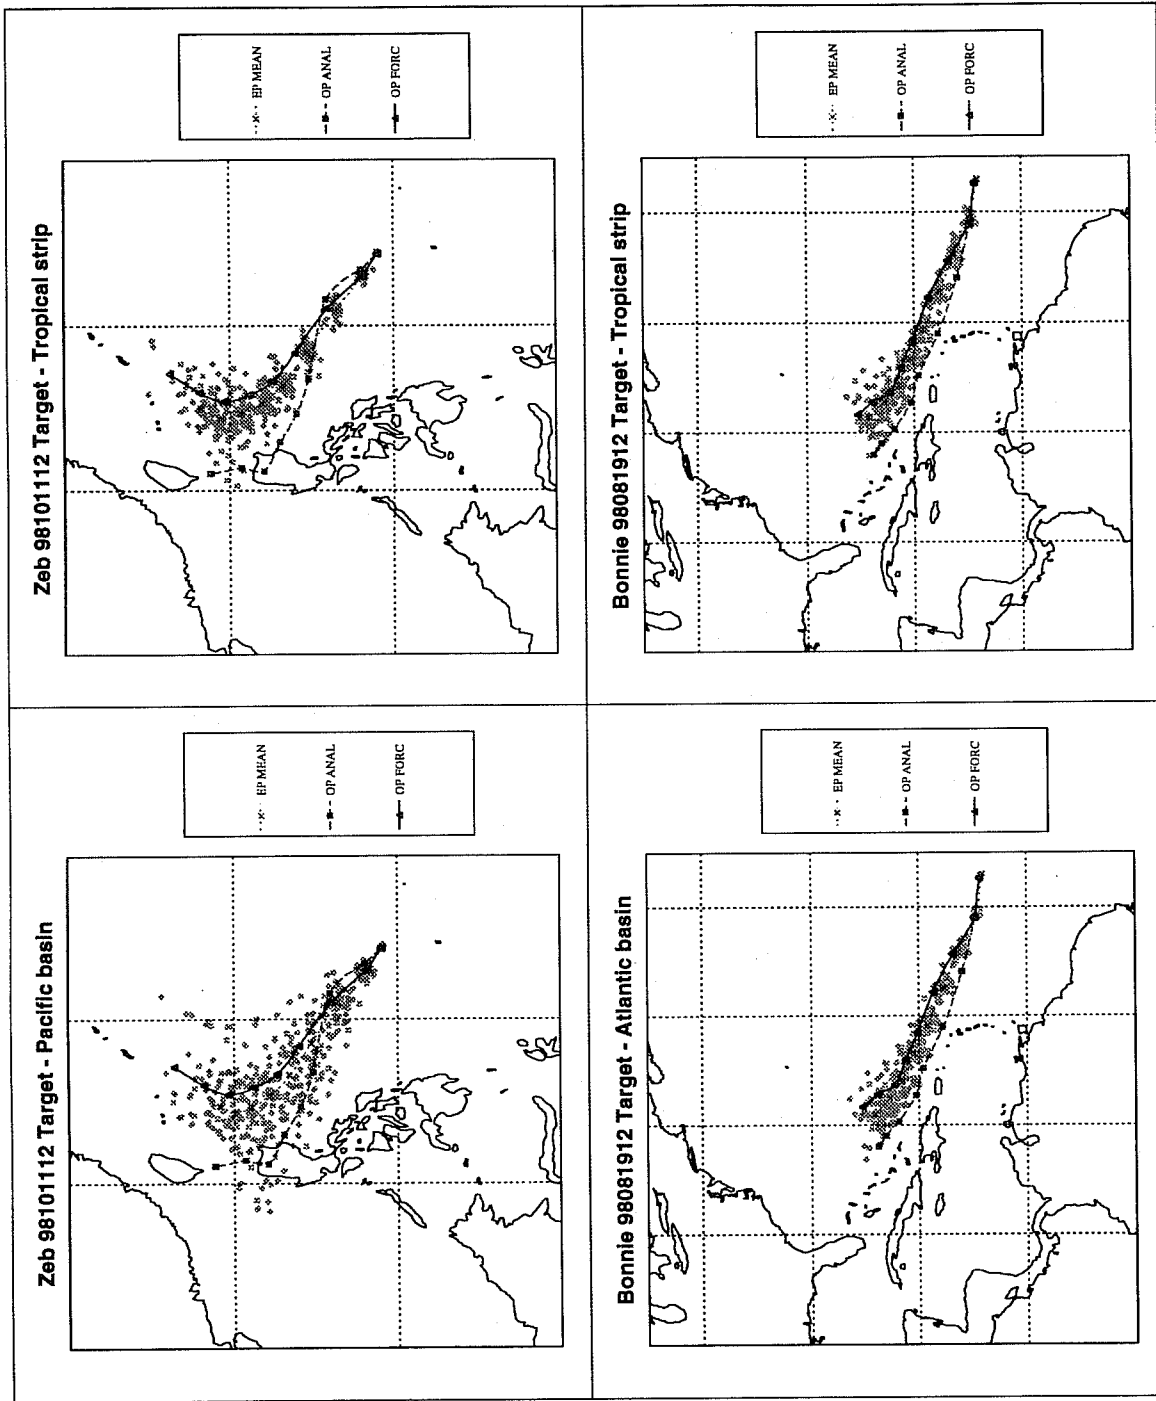 Zeb 98101112 Target - Pacific basin
EP MEAN
OP ANAL
OP FORC
Zeb 98101112 Target - Tropical strip
EP MEAN
OP ANAL
OP FORC
Bonnie 98081912 Target - Atlantic basin
EP MEAN
OP ANAL
OP FORC
Bonnie 98081912 Target - Tropical strip
EP MEAN
OP ANAL
OP FORC